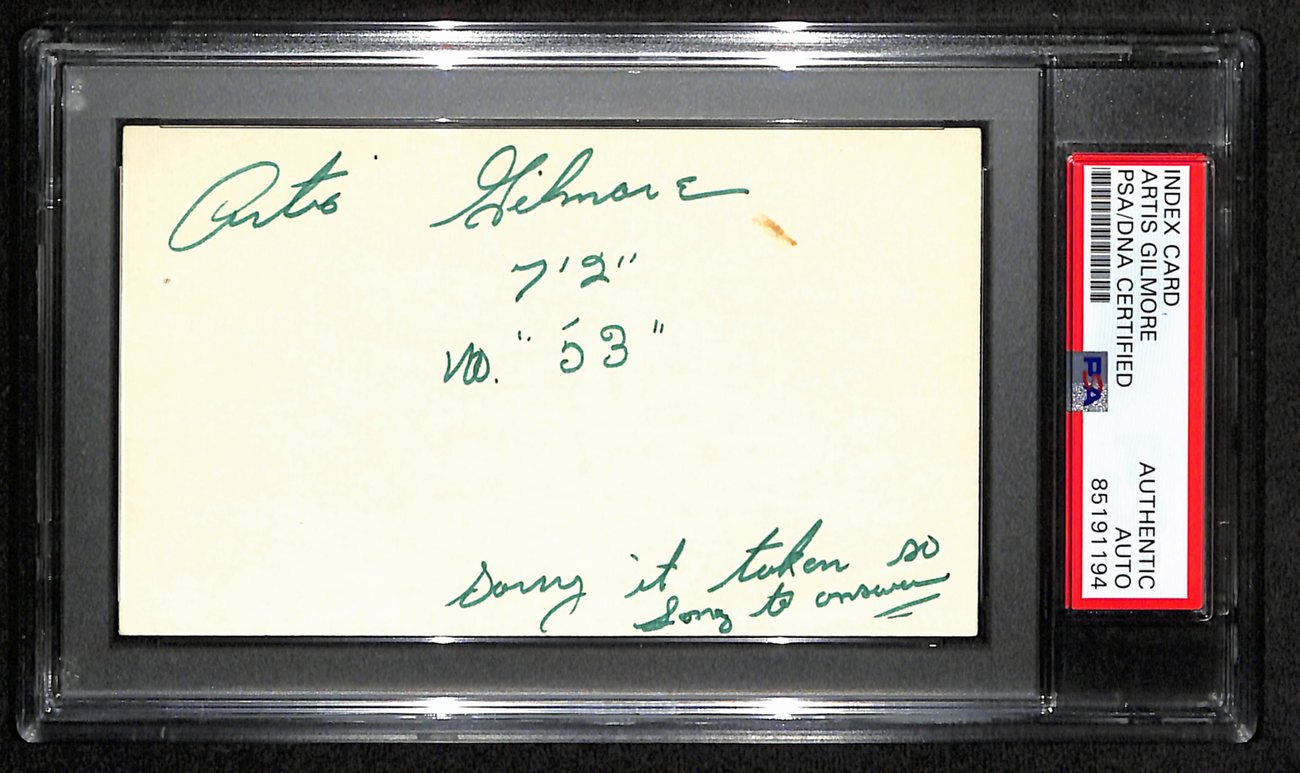 Artis Gilmore
7'2"
No. "53"
Sorry it taken so
long to answer
INDEX CARD
ARTIS GILMORE
PSA/DNA CERTIFIED
AUTHENTIC
AUTO
85191194
PSA